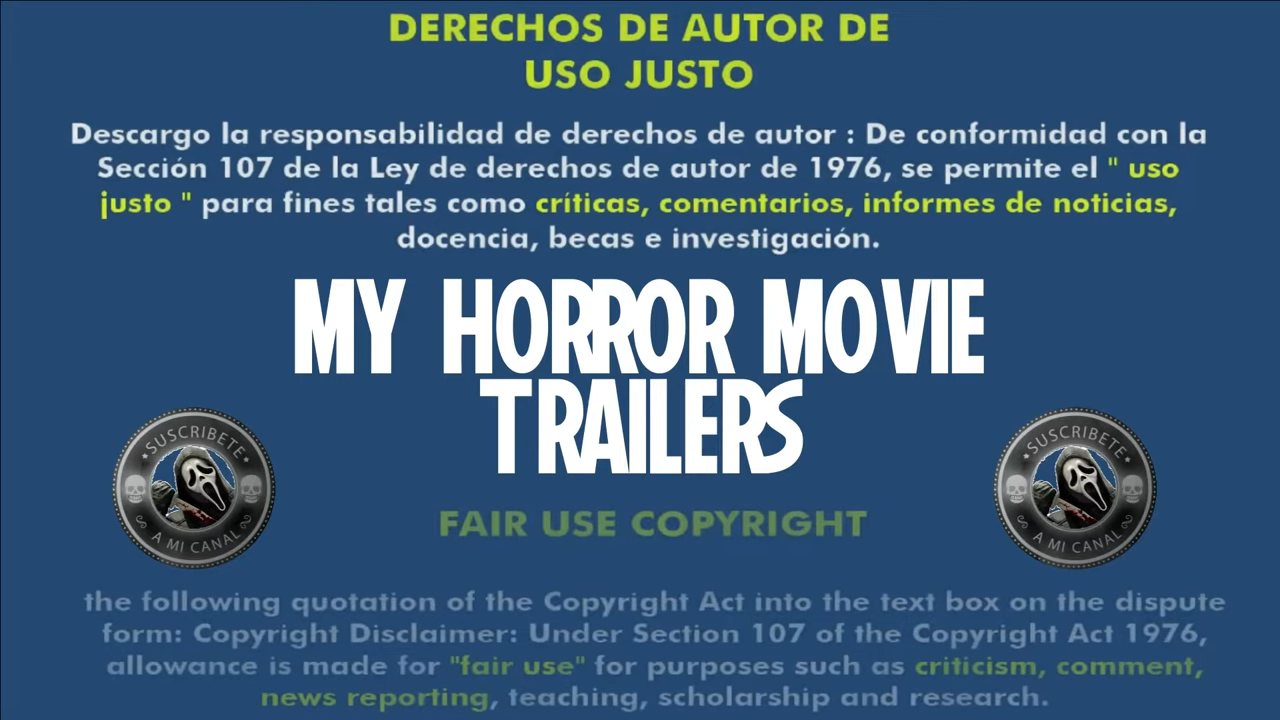 DERECHOS DE AUTOR DE
USO JUSTO
Descargo la responsabilidad de derechos de autor : De conformidad con la
Sección 107 de la Ley de derechos de autor de 1976, se permite el " uso
justo " para fines tales como críticas, comentarios, informes de noticias,
docencia, becas e investigación.
MY HORROR MOVIE
TRAILERS
SUSCRIBETE
A MI CANAL
SUSCRIBETE
A MI CANAL
FAIR USE COPYRIGHT
the following quotation of the Copyright Act into the text box on the dispute
form: Copyright Disclaimer: Under Section 107 of the Copyright Act 1976,
allowance is made for "fair use" for purposes such as criticism, comment,
news reporting, teaching, scholarship and research.